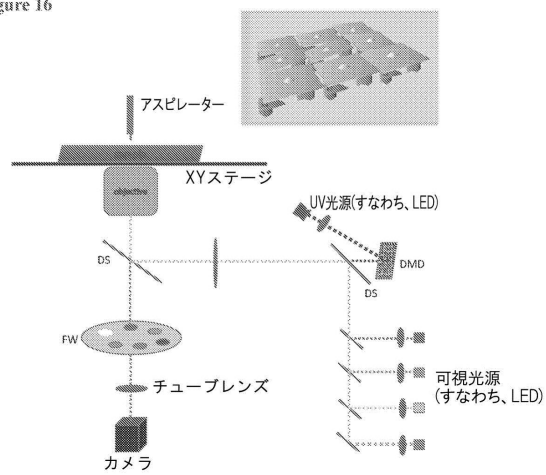 gure 16
アスピレーター
XYステージ
objective
UV光源(すなわち、LED)
DS
DMD
DS
FW
可視光源
(すなわち、LED)
チューブレンズ
カメラ